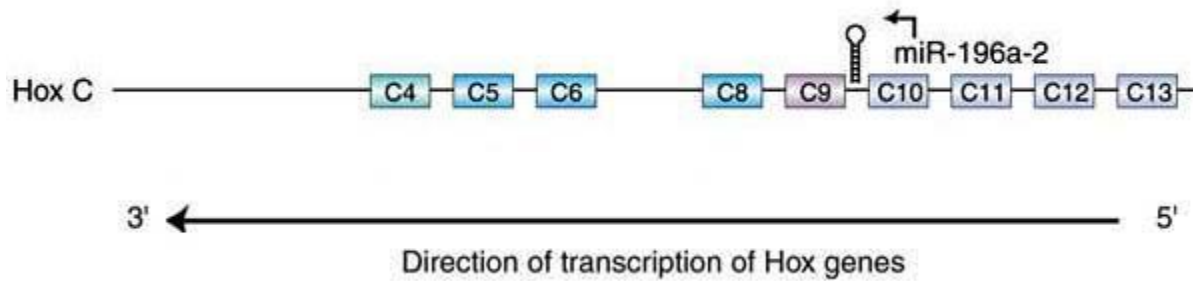 miR-196a-2
Hox C C4 C5 C6 C8 C9 C10 C11 C12 C13
3' 5'
Direction of transcription of Hox genes